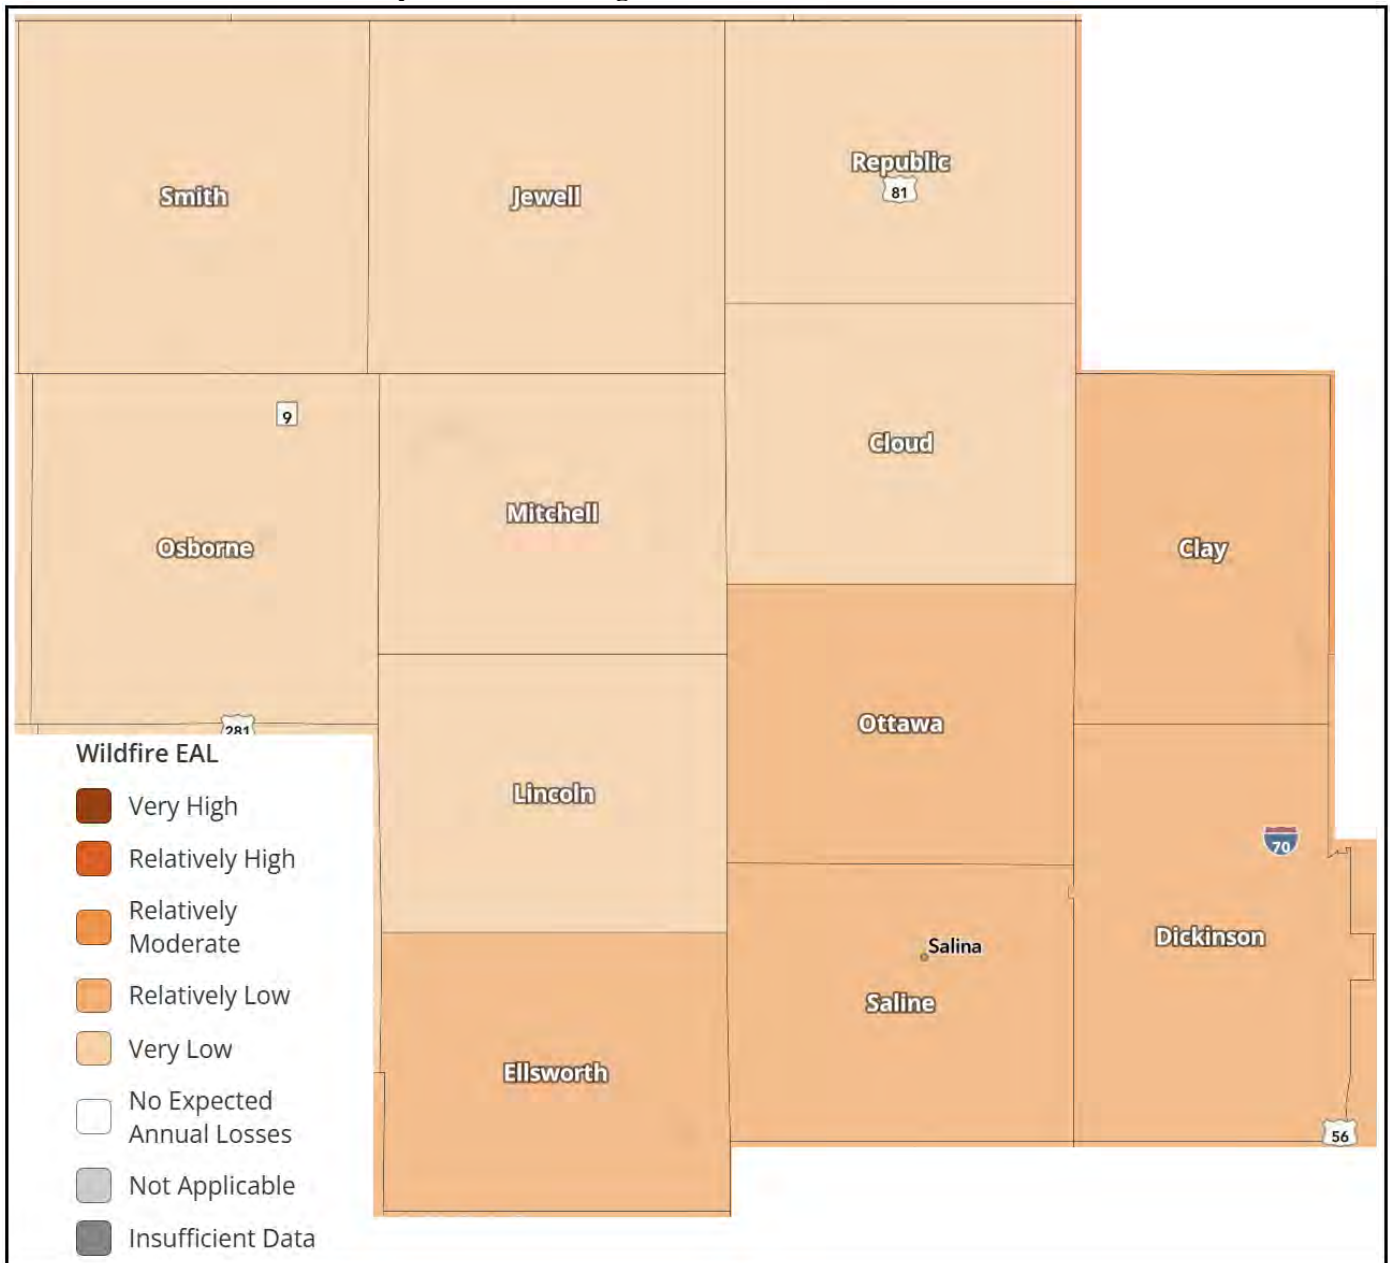 Republic
81
Smith
Jewell
9
Cloud
Mitchell
Osborne
Clay
Ottawa
281
Lincoln
70
Dickinson
Salina
Saline
Ellsworth
56
Wildfire EAL
Very High
Relatively High
Relatively
Moderate
Relatively Low
Very Low
No Expected
Annual Losses
Not Applicable
Insufficient Data